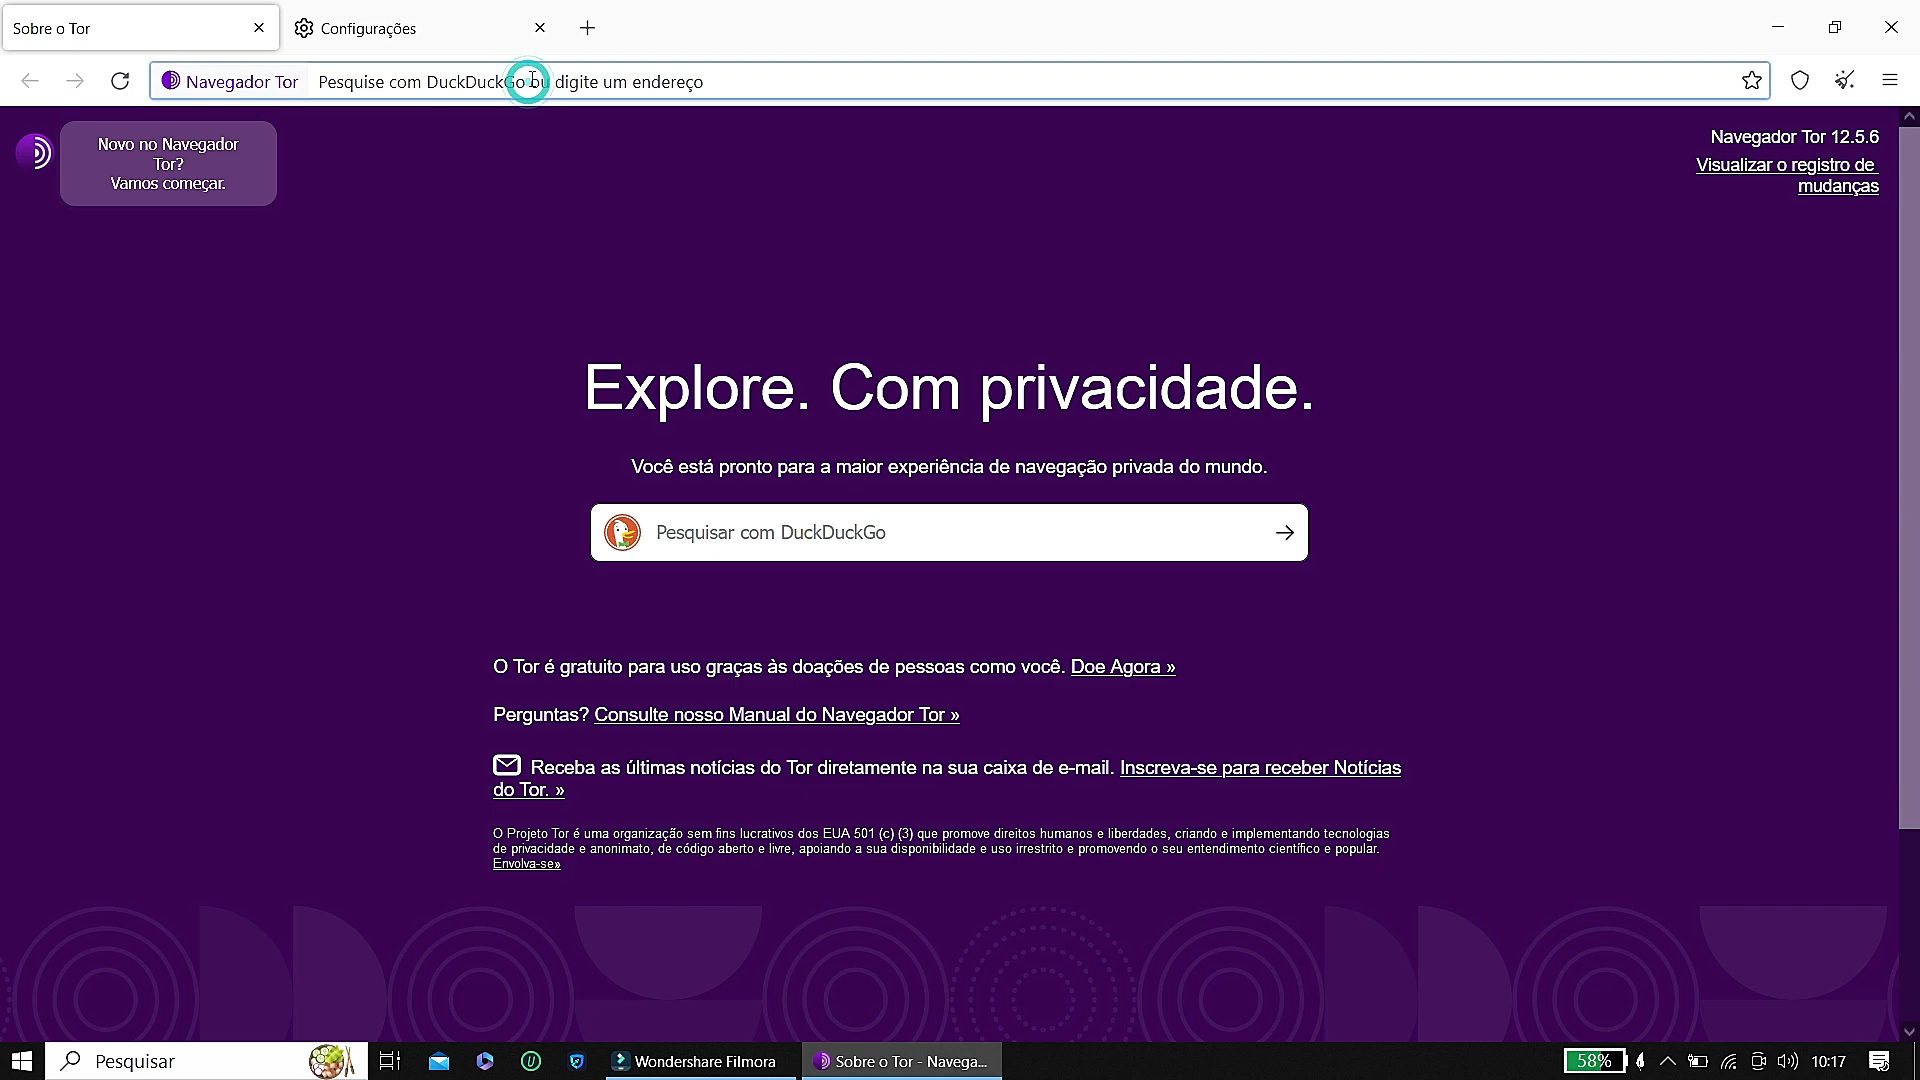 Sobre o Tor
Configurações
Navegador Tor
Pesquise com DuckDuckGo ou digite um endereço
Novo no Navegador
Tor?
Vamos começar.
Navegador Tor 12.5.6
Visualizar o registro de
mudanças
Explore. Com privacidade.
Você está pronto para a maior experiência de navegação privada do mundo.
Pesquisar com DuckDuckGo
O Tor é gratuito para uso graças às doações de pessoas como você. Doe Agora »
Perguntas? Consulte nosso Manual do Navegador Tor »
Receba as últimas notícias do Tor diretamente na sua caixa de e-mail. Inscreva-se para receber Notícias
do Tor. »
O Projeto Tor é uma organização sem fins lucrativos dos EUA 501 (c) (3) que promove direitos humanos e liberdades, criando e implementando tecnologias
de privacidade e anonimato, de código aberto e livre, apoiando a sua disponibilidade e uso irrestrito e promovendo o seu entendimento científico e popular.
Envolva-se»
Pesquisar
Wondershare Filmora
Sobre o Tor - Navega...
58%
10:17